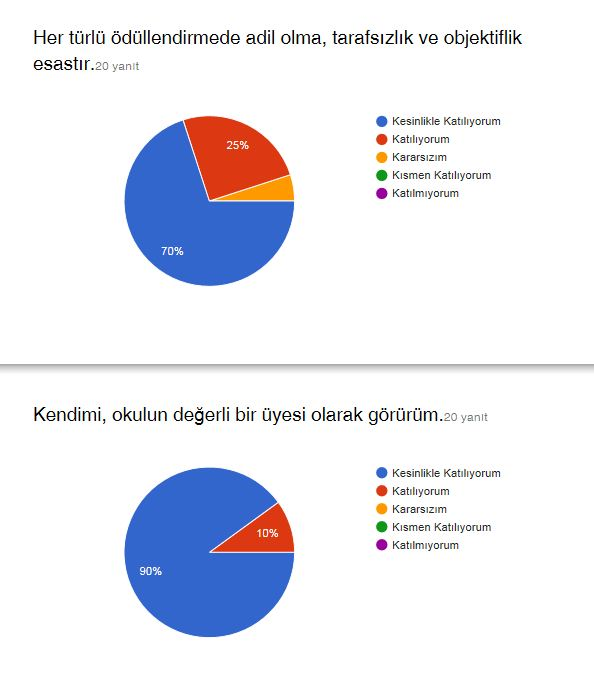 Her türlü ödüllendirmede adil olma, tarafsızlık ve objektiflik
esastır.20 yanıt
Kesinlikle Katılıyorum
Katılıyorum
Kararsızım
Kısmen Katılıyorum
Katılmıyorum
25%
70%
Kendimi, okulun değerli bir üyesi olarak görürüm.20 yanıt
Kesinlikle Katılıyorum
Katılıyorum
Kararsızım
Kısmen Katılıyorum
Katılmıyorum
10%
90%